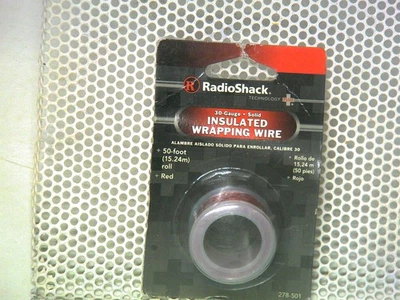 R RadioShack.
TECHNOLOGY +
30-Gauge • Solid
INSULATED
WRAPPING WIRE
ALAMBRE AISLADO SÓLIDO PARA ENROLLAR, CALIBRE 30
+ 50-foot
(15.24m)
roll
+ Red
+ Rollo de
15,24 m
(50 pies)
+ Rojo
278-501